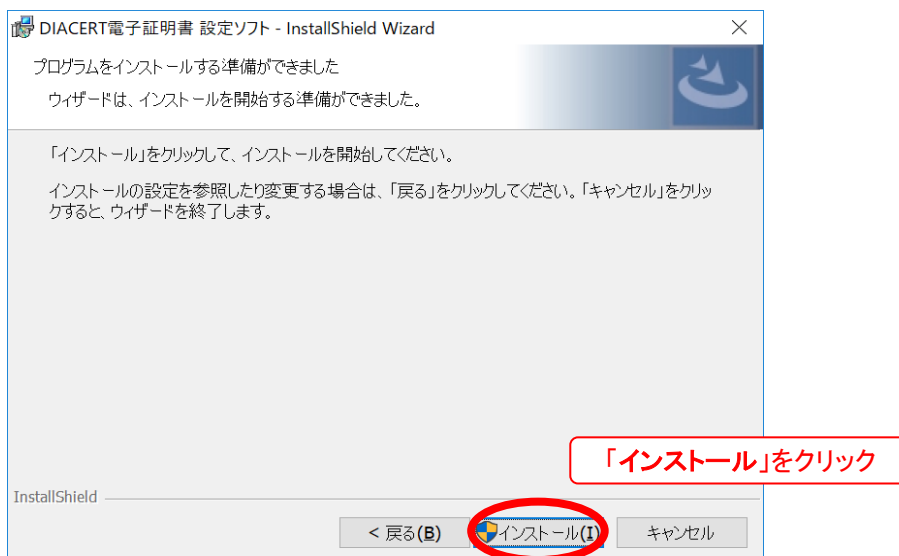 DIACERT電子証明書 設定ソフト - InstallShield Wizard
プログラムをインストールする準備ができました
ウィザードは、インストールを開始する準備ができました。
「インストール」をクリックして、インストールを開始してください。
インストールの設定を参照したり変更する場合は、「戻る」をクリックしてください。「キャンセル」をクリッ
クすると、ウィザードを終了します。
「インストール」をクリック
InstallShield
< 戻る(B)
インストール(I)
キャンセル